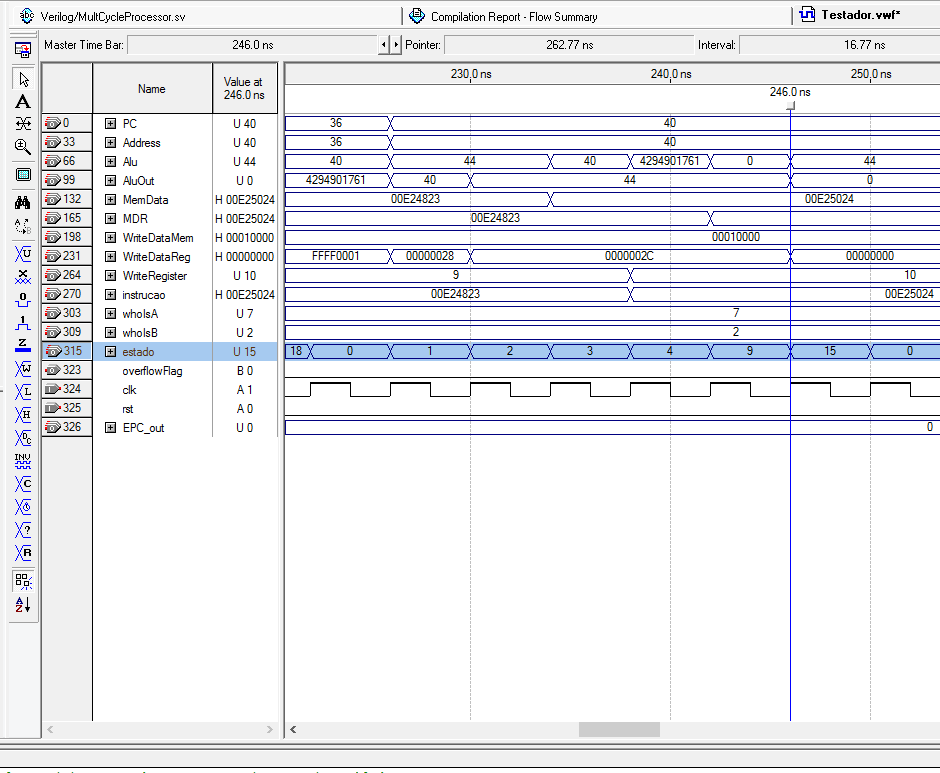 abc Verilog/MultCycleProcessor.sv Compilation Report - Flow Summary Testador.vwf*
Master Time Bar: 246.0 ns Pointer: 262.77 ns Interval: 16.77 ns
Name Value at 246.0 ns 230.0 ns 240.0 ns 250.0 ns
246.0 ns
0 PC U 40 36 40
33 Address U 40 36 40
66 Alu U 44 40 44 40 4294901761 0 44
99 AluOut U 0 4294901761 40 44 0
132 MemData H 00E25024 00E24823 00E25024
165 MDR H 00E25024 00E24823
198 WriteDataMem H 00010000 00010000
231 WriteDataReg H 00000000 FFFF0001 00000028 0000002C 00000000
264 WriteRegister U 10 9 10
270 instrucao H 00E25024 00E24823 00E25024
303 whoIsA U 7 7
309 whoIsB U 2 2
315 estado U 15 18 0 1 2 3 4 9 15 0
323 overflowFlag B 0
324 clk A 1
325 rst A 0
326 EPC_out U 0 0